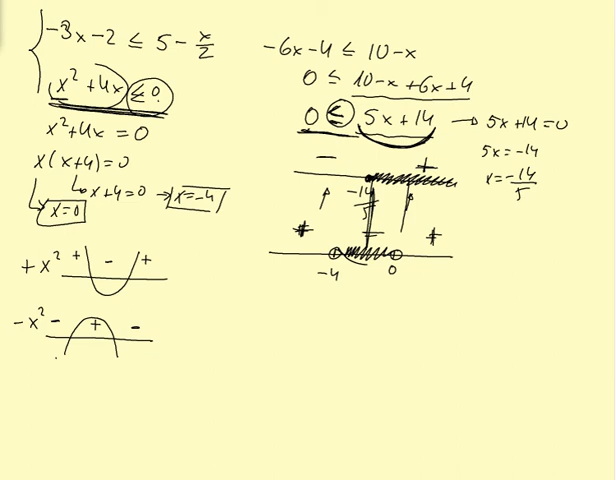 -3x-2 ≤ 5 - x/2
x² + 4x ≤ 0
x² + 4x = 0
x(x+4) = 0
x+4=0 → x=-4
x=0
+x² + - +
-x² - + -
-6x-4 ≤ 10-x
0 ≤ 10-x+6x+4
0 ≤ 5x+14 → 5x+14=0
5x=-14
x=-14/5
- +
-14/5
+ - +
-4 0